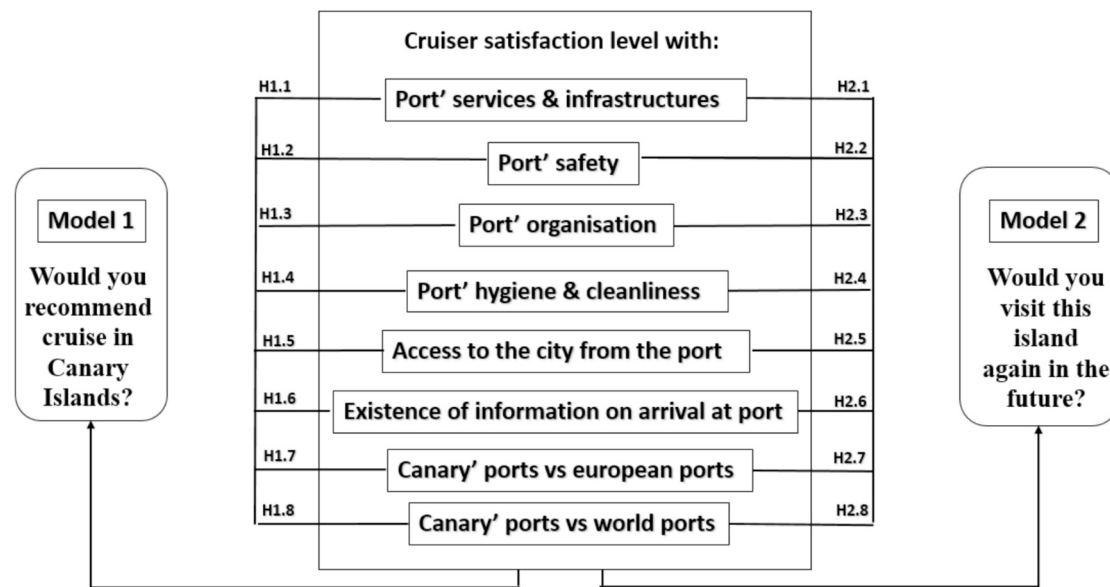 Cruiser satisfaction level with:
H1.1
Port' services & infrastructures
H2.1
H1.2
Port' safety
H2.2
H1.3
Port' organisation
H2.3
H1.4
Port' hygiene & cleanliness
H2.4
H1.5
Access to the city from the port
H2.5
H1.6
Existence of information on arrival at port
H2.6
H1.7
Canary' ports vs european ports
H2.7
H1.8
Canary' ports vs world ports
H2.8
Model 1
Would you
recommend
cruise in
Canary
Islands?
Model 2
Would you
visit this
island
again in the
future?